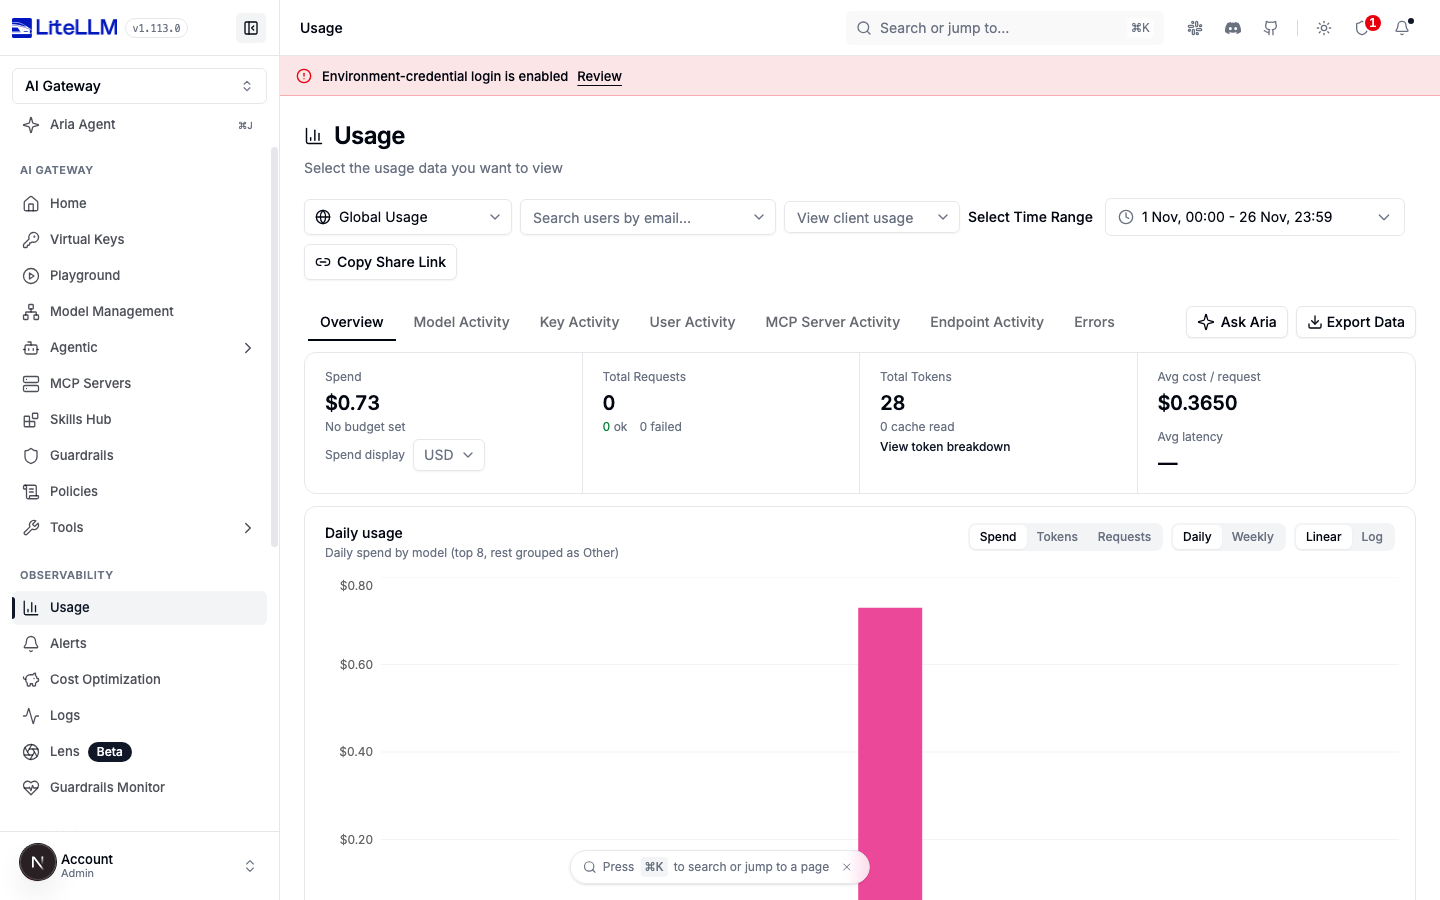 LiteLLM v1.113.0
Usage
Search or jump to... ⌘K
1
Environment-credential login is enabled Review
AI Gateway
Aria Agent ⌘J
AI GATEWAY
Home
Virtual Keys
Playground
Model Management
Agentic
MCP Servers
Skills Hub
Guardrails
Policies
Tools
OBSERVABILITY
Usage
Alerts
Cost Optimization
Logs
Lens Beta
Guardrails Monitor
N
Account
Admin
Usage
Select the usage data you want to view
Global Usage
Search users by email...
View client usage
Select Time Range
1 Nov, 00:00 - 26 Nov, 23:59
Copy Share Link
Overview Model Activity Key Activity User Activity MCP Server Activity Endpoint Activity Errors
Ask Aria
Export Data
Spend
$0.73
No budget set
Spend display USD
Total Requests
0
0 ok 0 failed
Total Tokens
28
0 cache read
View token breakdown
Avg cost / request
$0.3650
Avg latency
—
Daily usage
Daily spend by model (top 8, rest grouped as Other)
Spend Tokens Requests
Daily Weekly
Linear Log
$0.80
$0.60
$0.40
$0.20
Press ⌘K to search or jump to a page ×